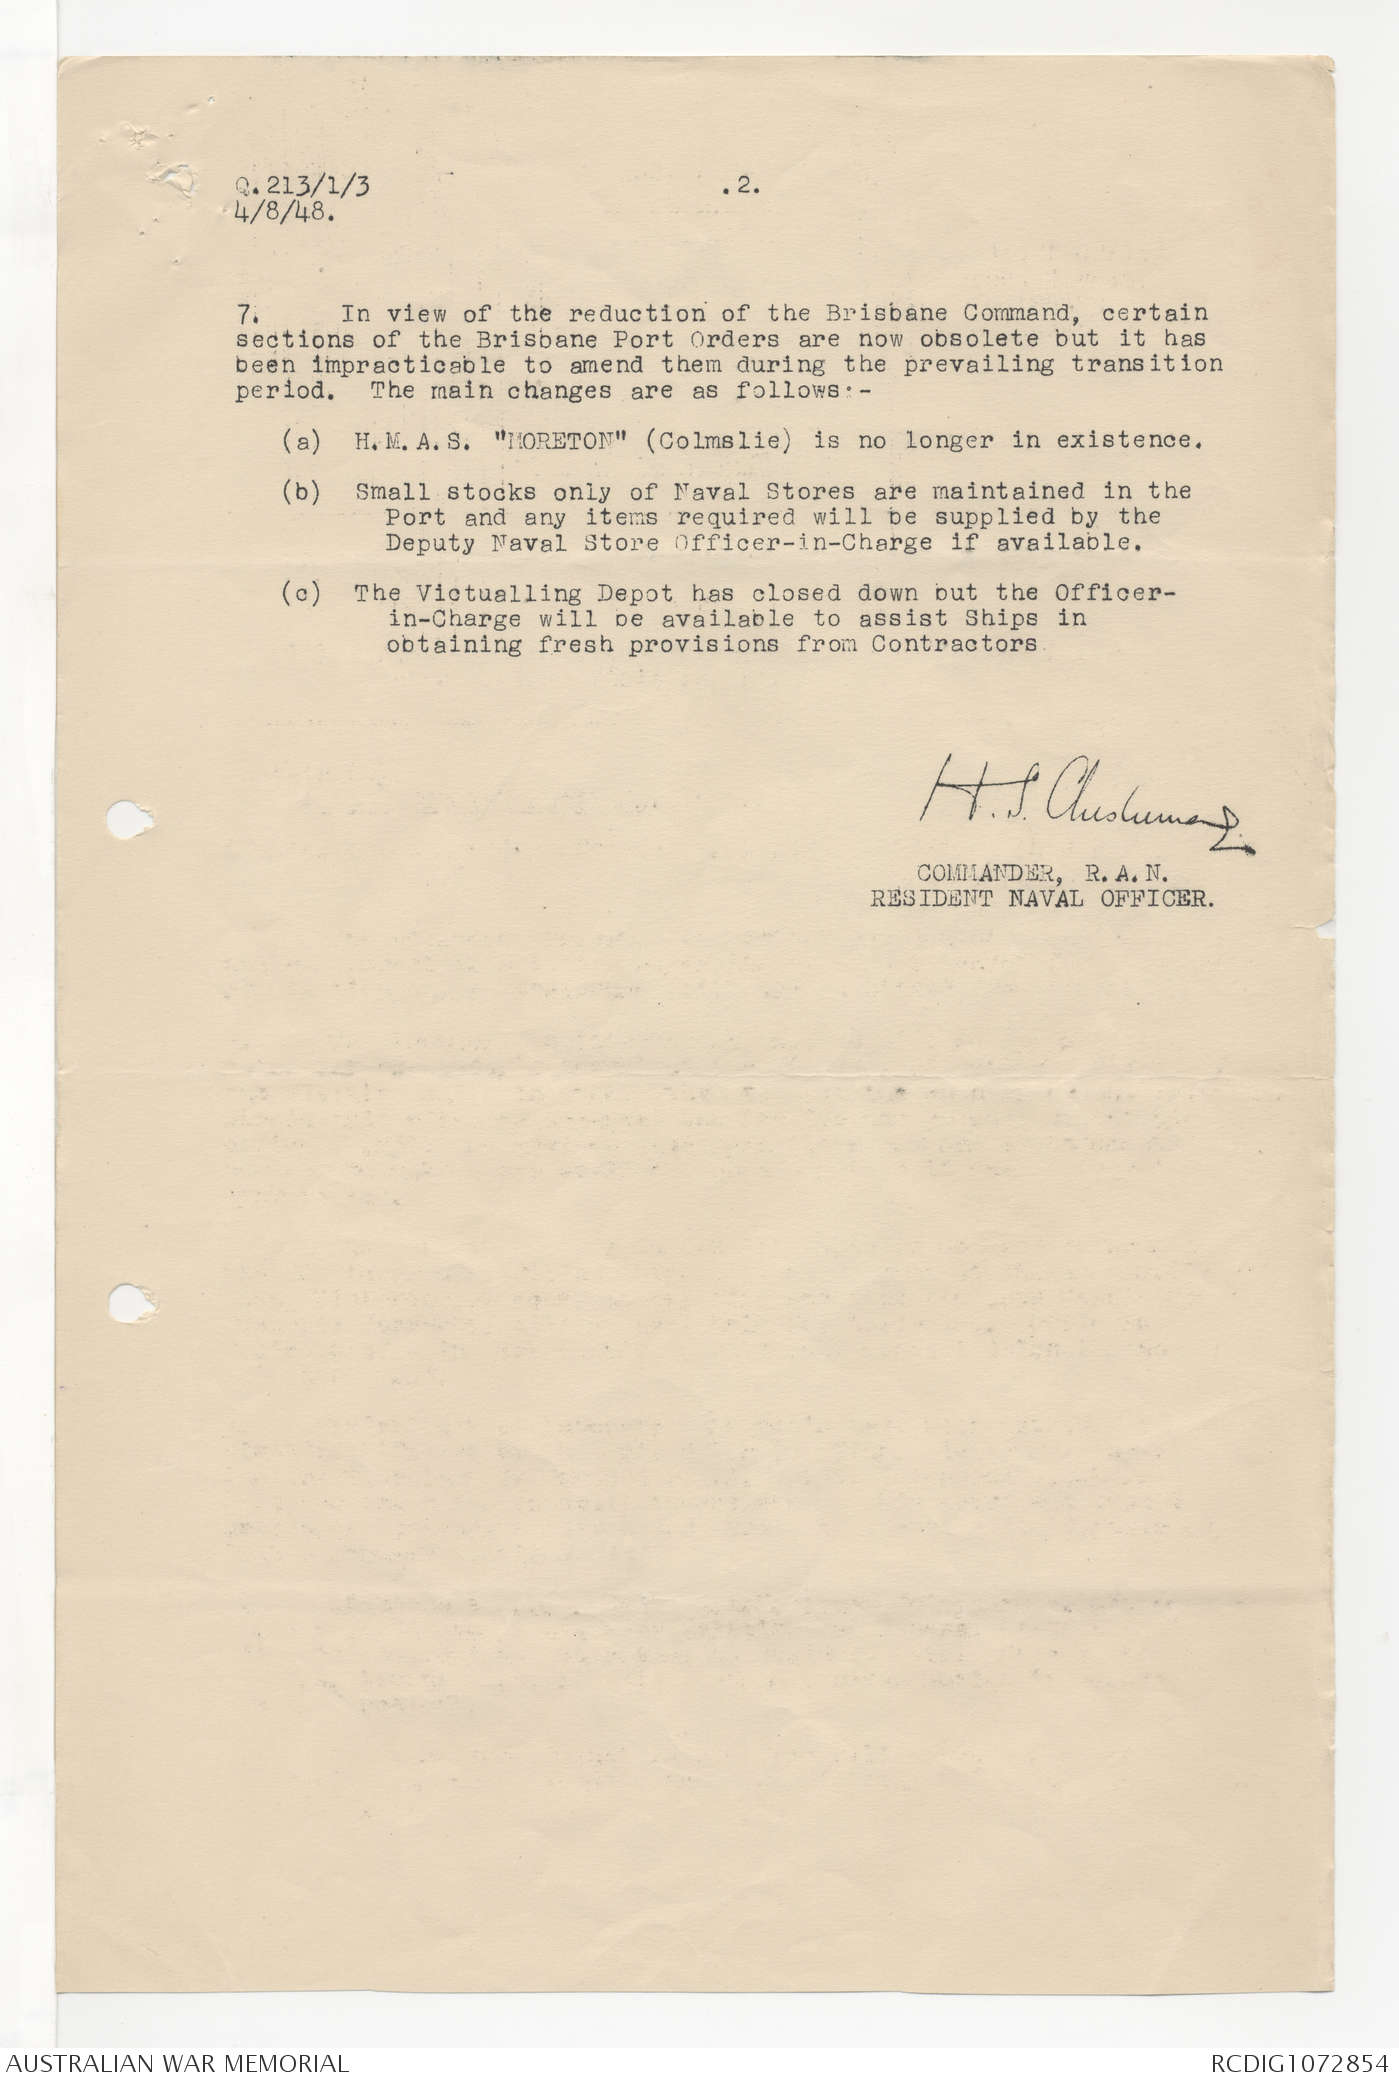 Q.213/1/3
.2.
4/8/48.
7. In view of the reduction of the Brisbane Command, certain
sections of the Brisbane Port Orders are now obsolete but it has
been impracticable to amend them during the prevailing transition
period. The main changes are as follows:-
(a) H.M.A.S. "MORETON" (Colmslie) is no longer in existence.
(b) Small stocks only of Naval Stores are maintained in the
Port and any items required will be supplied by the
Deputy Naval Store Officer-in-Charge if available.
(c) The Victualling Depot has closed down but the Officer-
in-Charge will be available to assist Ships in
obtaining fresh provisions from Contractors
H. S.
COMMANDER, R.A.N.
RESIDENT NAVAL OFFICER.
AUSTRALIAN WAR MEMORIAL
RCDIG1072854